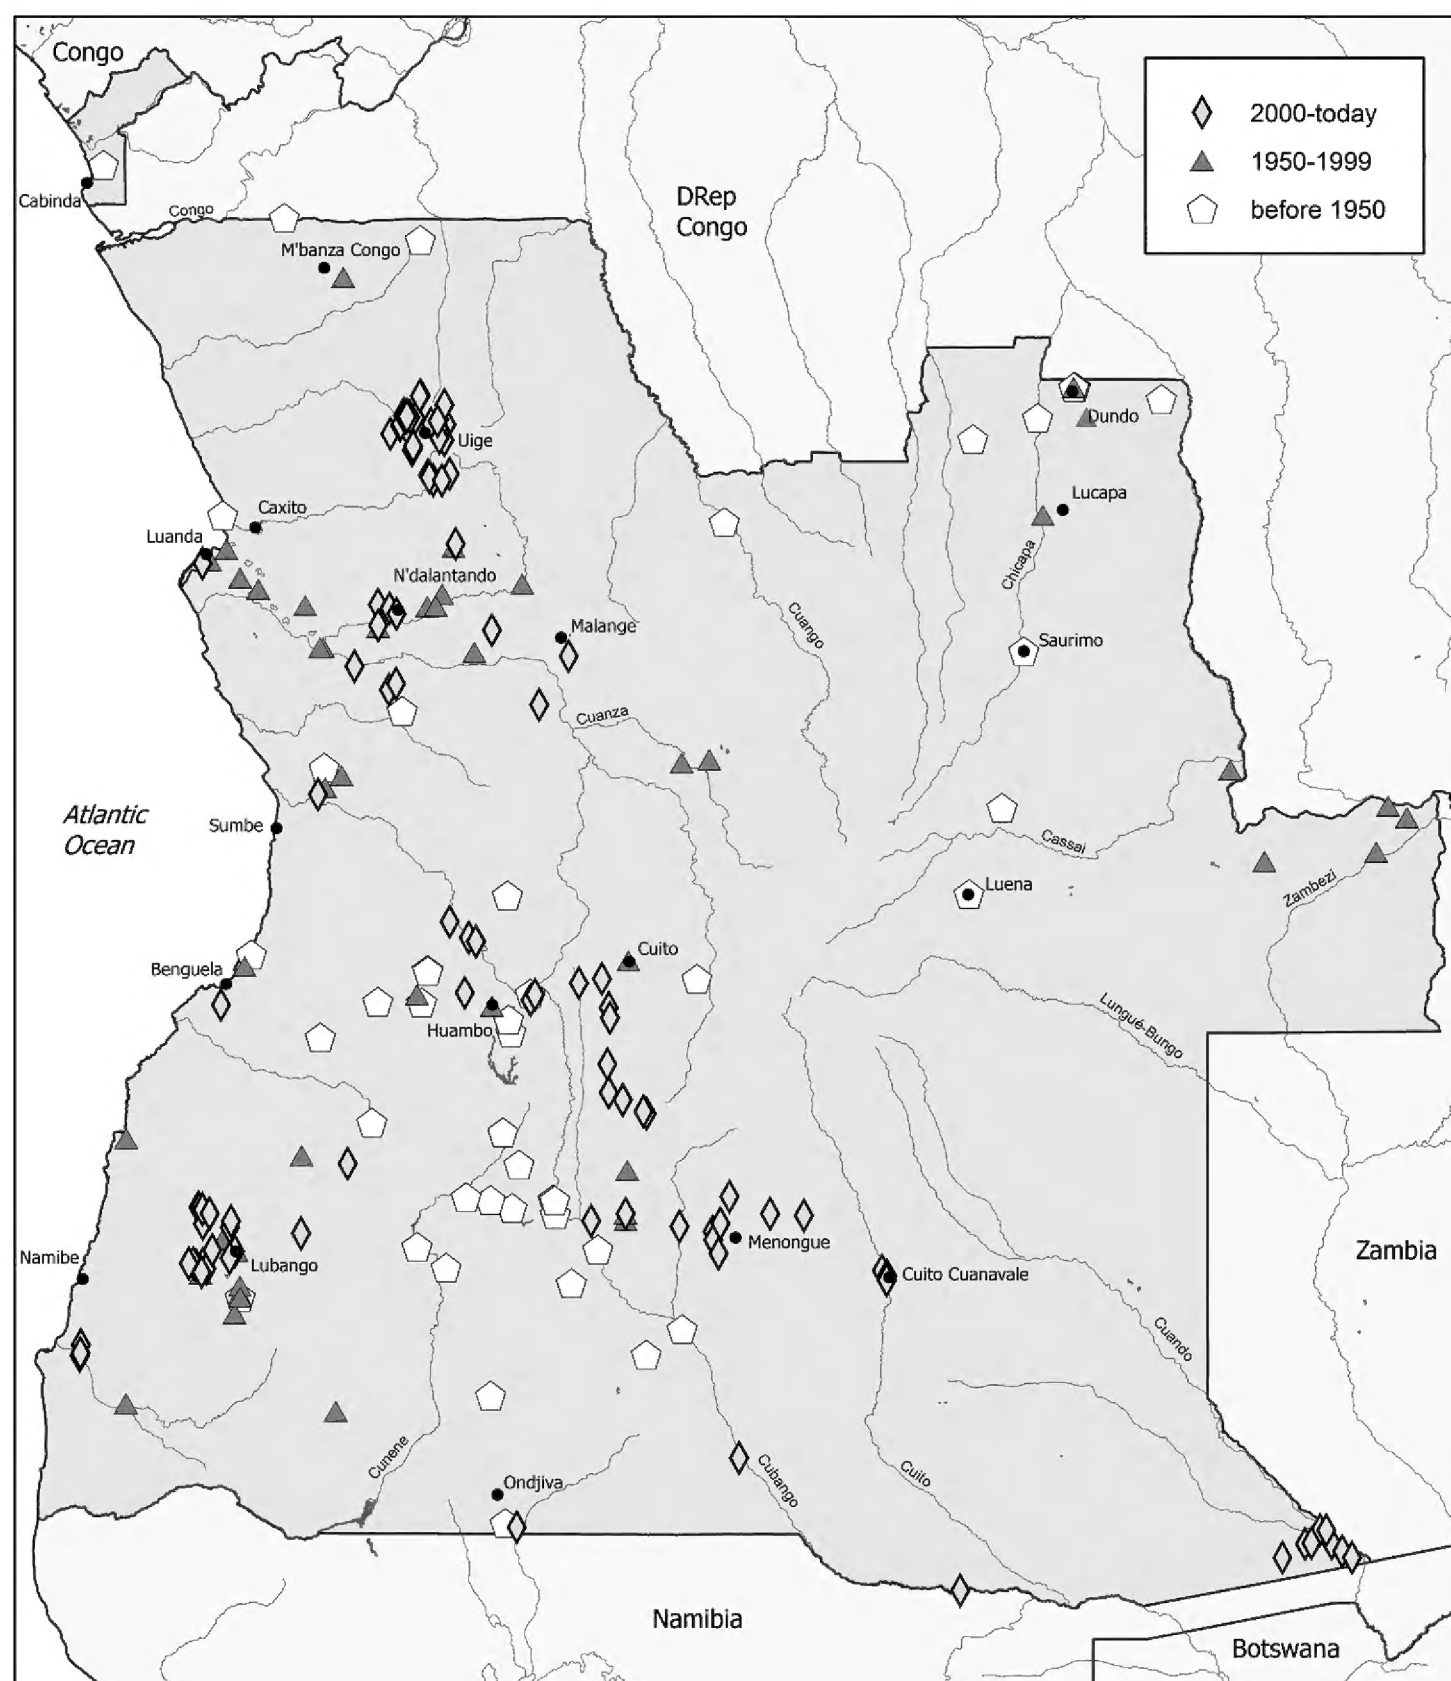 Congo
2000-today
1950-1999
before 1950
Cabinda
Congo
DRep
Congo
M'banza Congo
Dundo
Uige
Lucapa
Caxito
Luanda
Chicapa
N'dalantando
Cuango
Malange
Saurimo
Cuanza
Atlantic
Ocean
Sumbe
Cassai
Luena
Zambezi
Cuito
Benguela
Lungué-Bungo
Huambo
Namibe
Lubango
Menongue
Zambia
Cuito Cuanavale
Cuando
Cunene
Ondjiva
Cubango
Cuito
Namibia
Botswana